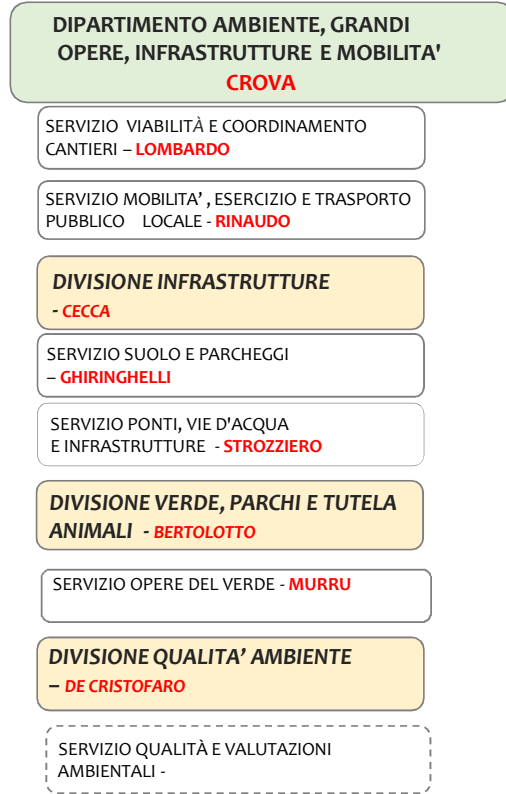 DIPARTIMENTO AMBIENTE, GRANDI
OPERE, INFRASTRUTTURE E MOBILITA'
CROVA
SERVIZIO VIABILITÀ E COORDINAMENTO
CANTIERI – LOMBARDO
SERVIZIO MOBILITA’ , ESERCIZIO E TRASPORTO
PUBBLICO LOCALE - RINAUDO
DIVISIONE INFRASTRUTTURE
- CECCA
SERVIZIO SUOLO E PARCHEGGI
– GHIRINGHELLI
SERVIZIO PONTI, VIE D'ACQUA
E INFRASTRUTTURE - STROZZIERO
DIVISIONE VERDE, PARCHI E TUTELA
ANIMALI - BERTOLOTTO
SERVIZIO OPERE DEL VERDE - MURRU
DIVISIONE QUALITA’ AMBIENTE
– DE CRISTOFARO
SERVIZIO QUALITÀ E VALUTAZIONI
AMBIENTALI -